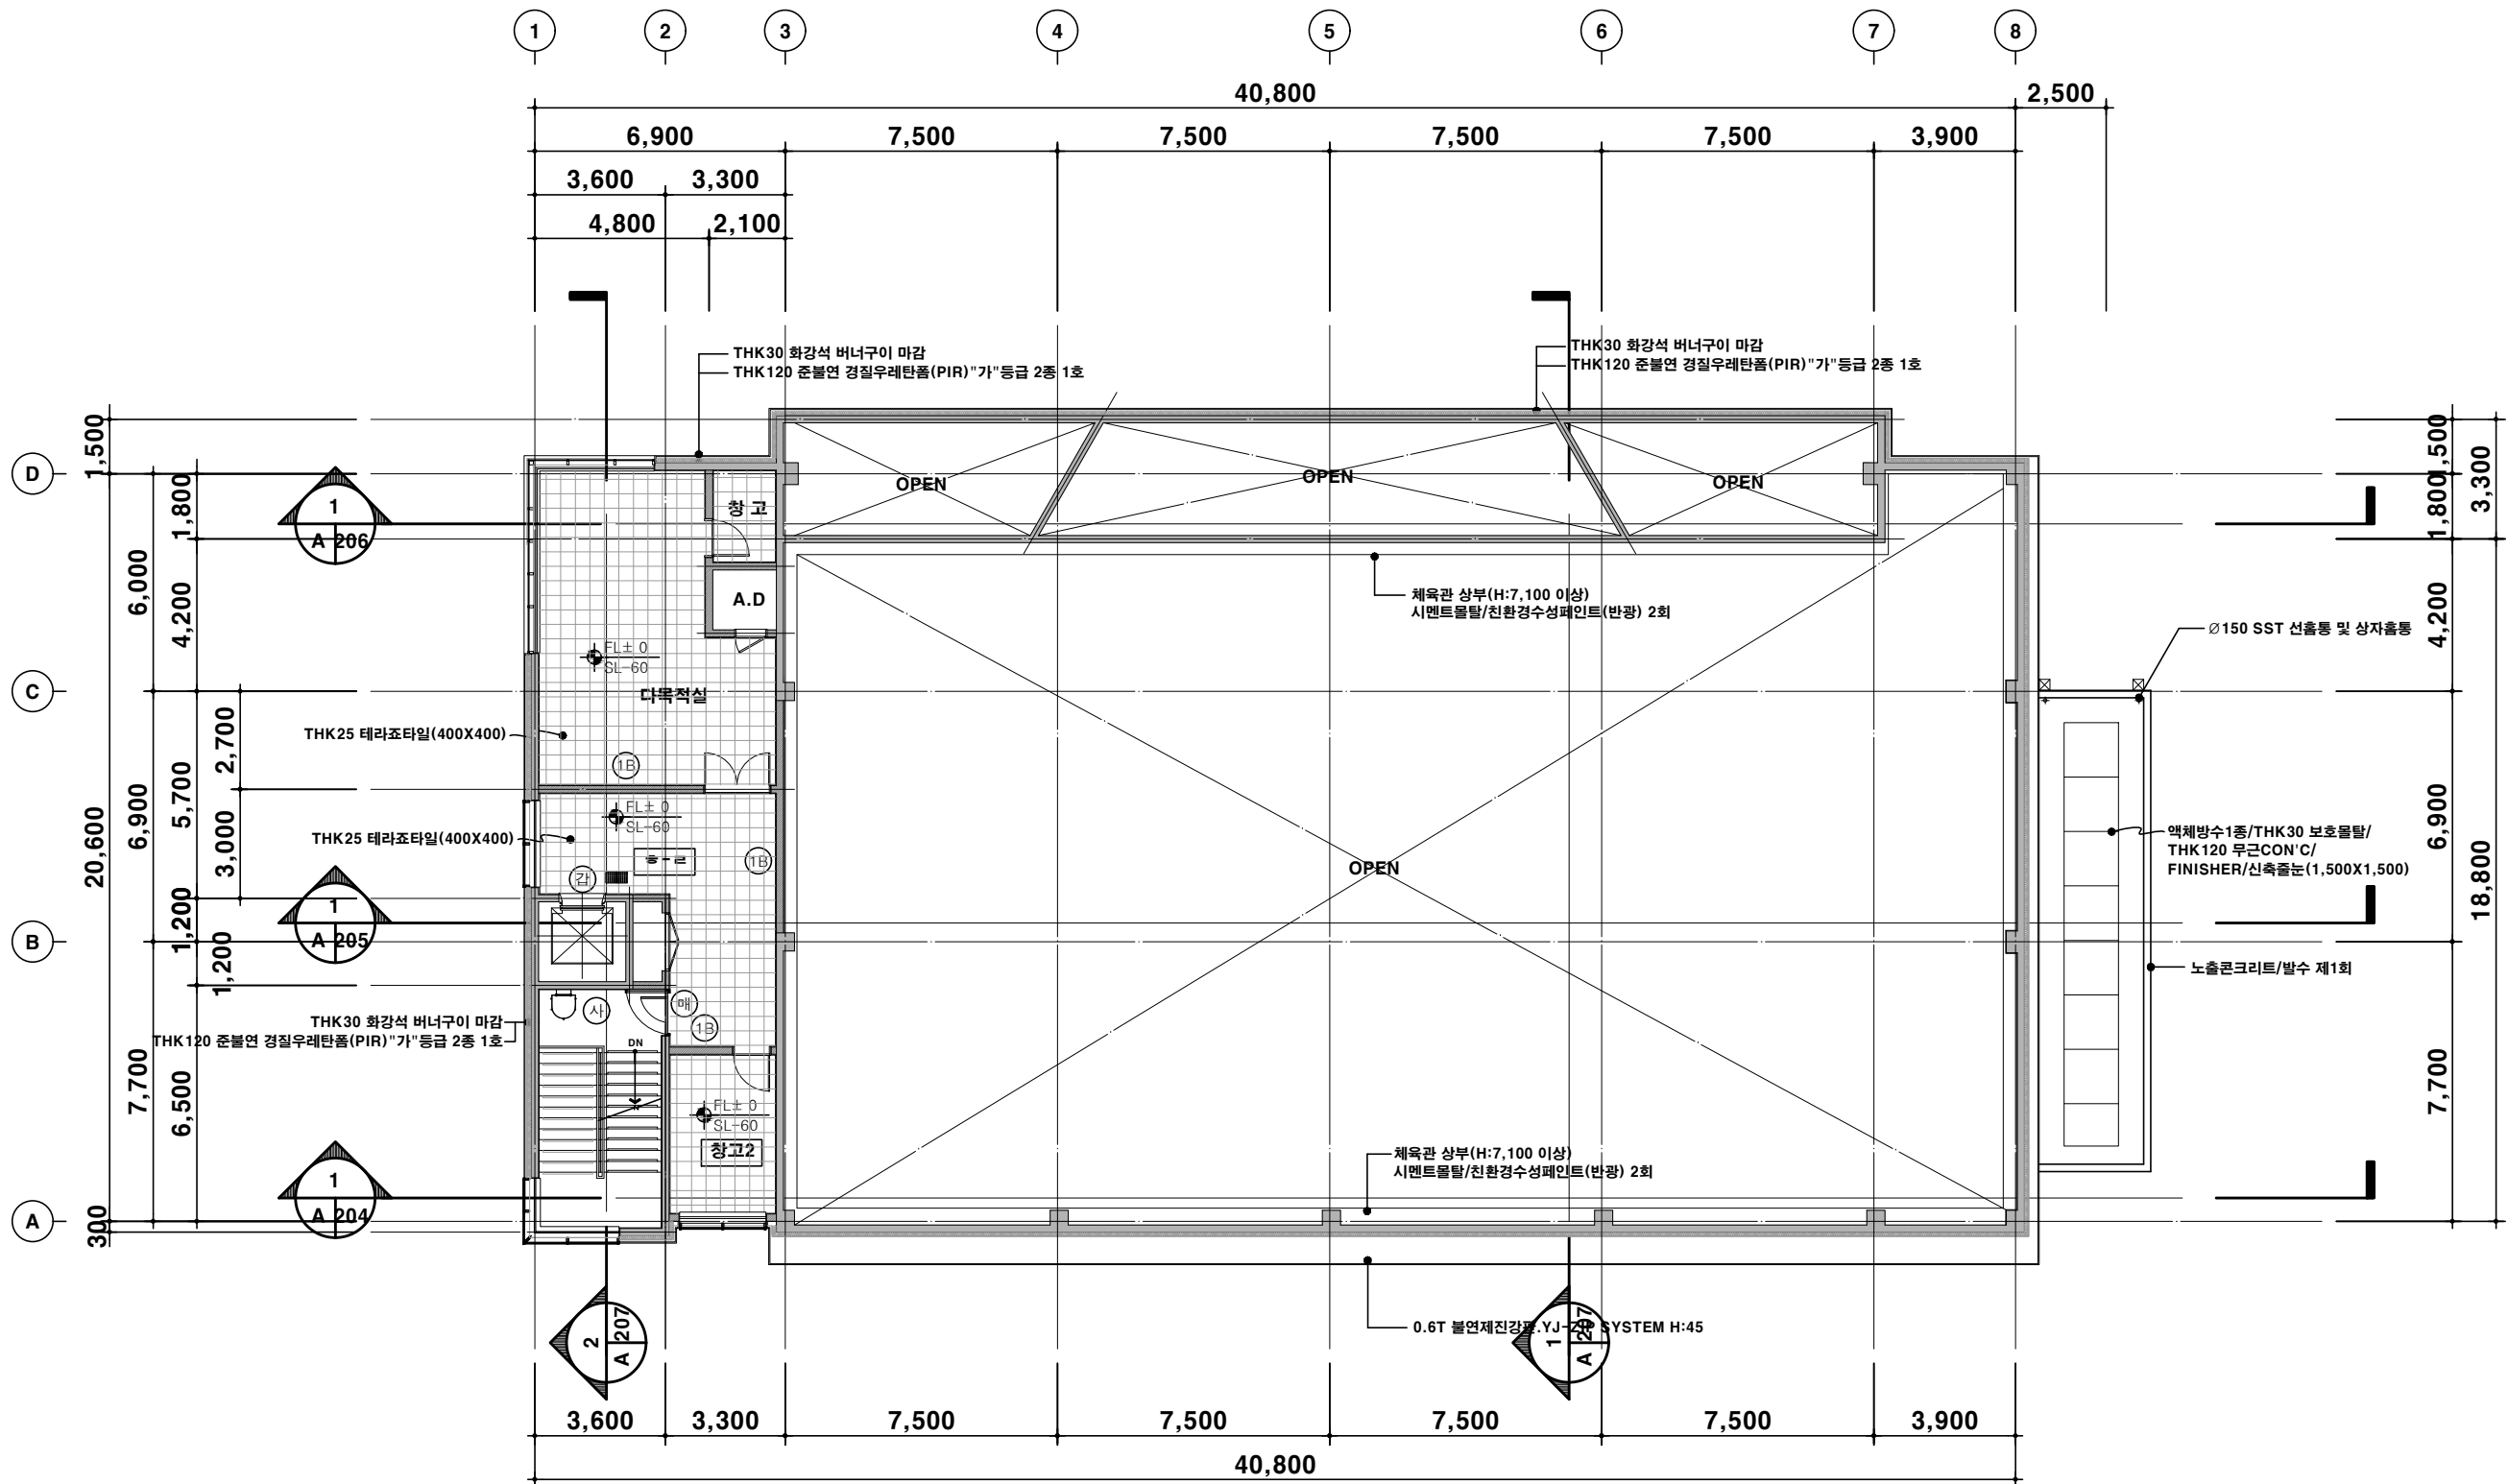 1 2 3 4 5 6 7 8
40,800 2,500
6,900 7,500 7,500 7,500 7,500 3,900
3,600 3,300
4,800 2,100
THK30 화강석 버너구이 마감
THK120 준불연 경질우레탄폼(PIR)"가"등급 2종 1호
THK30 화강석 버너구이 마감
THK120 준불연 경질우레탄폼(PIR)"가"등급 2종 1호
D
C
B
A
1,500
20,600
300
6,000
6,900
7,700
1,800
4,200
5,700
1,200
6,500
2,700
3,000
1,200
1
A 206
1
A 205
1
A 204
창 고
A.D
FL± 0
SL-60
다목적실
THK25 테라죠타일(400X400)
1B
FL± 0
SL-60
THK25 테라죠타일(400X400)
1B
갑
사
매
1B
THK30 화강석 버너구이 마감
THK120 준불연 경질우레탄폼(PIR)"가"등급 2종 1호
DN
FL± 0
SL-60
창고2
OPEN
OPEN
OPEN
체육관 상부(H:7,100 이상)
시멘트몰탈/친환경수성페인트(반광) 2회
OPEN
체육관 상부(H:7,100 이상)
시멘트몰탈/친환경수성페인트(반광) 2회
Ø150 SST 선홈통 및 상자홈통
액체방수1종/THK30 보호몰탈/
THK120 무근CON'C/
FINISHER/신축줄눈(1,500X1,500)
노출콘크리트/발수 제1회
1,500
1,800
4,200
6,900
7,700
3,300
18,800
0.6T 불연제진강판.YJ-ZIP SYSTEM H:45
2
A 207
1
A 207
3,600 3,300 7,500 7,500 7,500 7,500 3,900
40,800